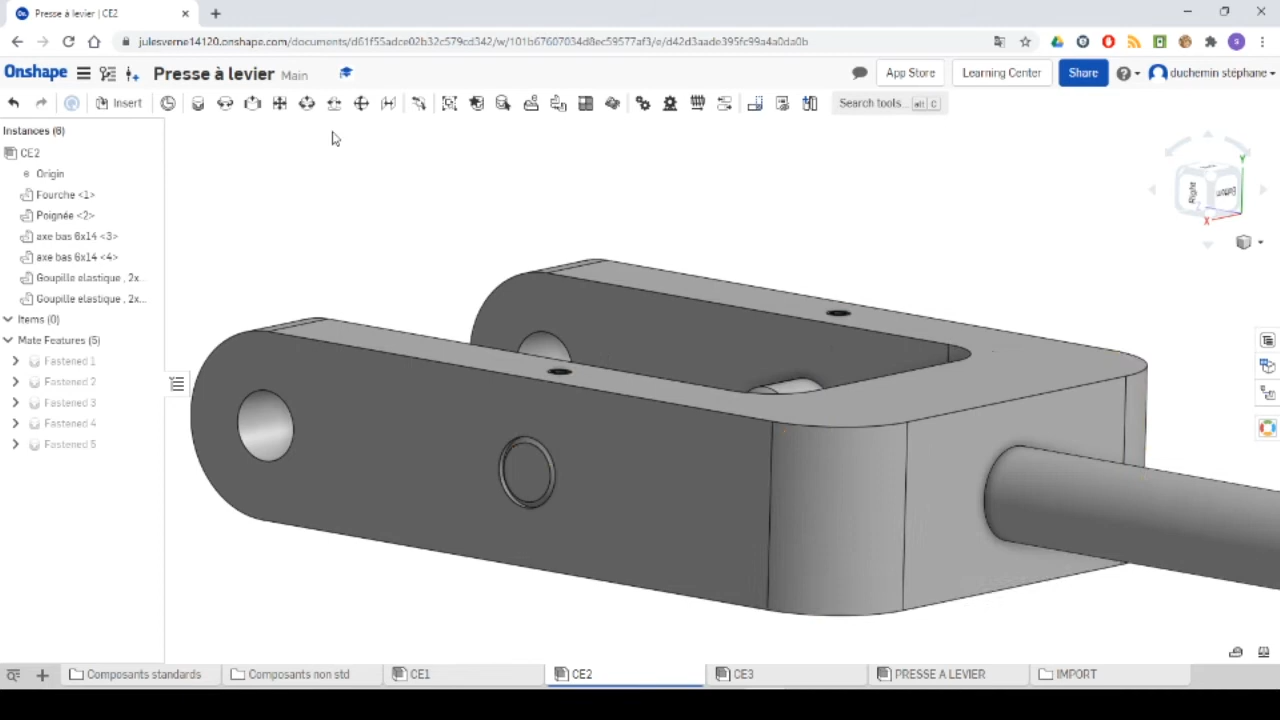 Presse à levier | CE2
julesverne14120.onshape.com/documents/d61f55adce02b32c579cd342/w/101b67607034d8ec59577af3/e/d42d3aade395fc99a4a0da0b
S
Onshape Presse à levier Main App Store Learning Center Share duchemin stéphane
Insert Search tools... alt C
Instances (6)
CE2
Origin
Fourche <1>
Poignée <2>
axe bas 6x14 <3>
axe bas 6x14 <4>
Goupille elastique , 2x...
Goupille elastique , 2x...
Items (0)
Mate Features (5)
Fastened 1
Fastened 2
Fastened 3
Fastened 4
Fastened 5
Y
Right
X
Composants standards Composants non std CE1 CE2 CE3 PRESSE A LEVIER IMPORT